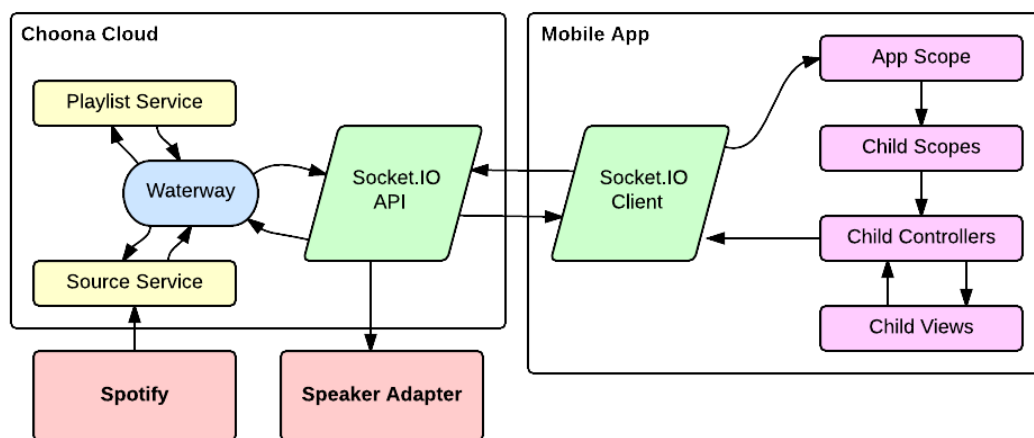 Choona Cloud
Playlist Service
Waterway
Source Service
Socket.IO
API
Spotify
Speaker Adapter
Mobile App
Socket.IO
Client
App Scope
Child Scopes
Child Controllers
Child Views